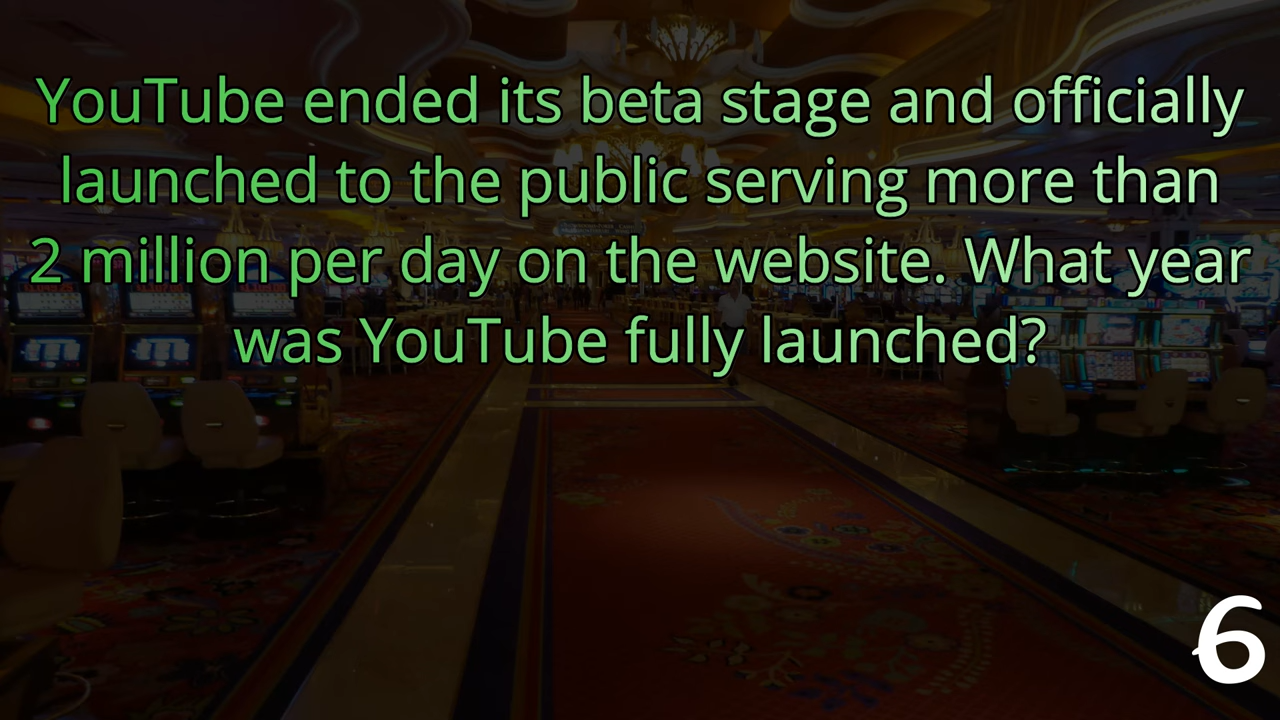 YouTube ended its beta stage and officially
launched to the public serving more than
2 million per day on the website. What year
was YouTube fully launched?
6